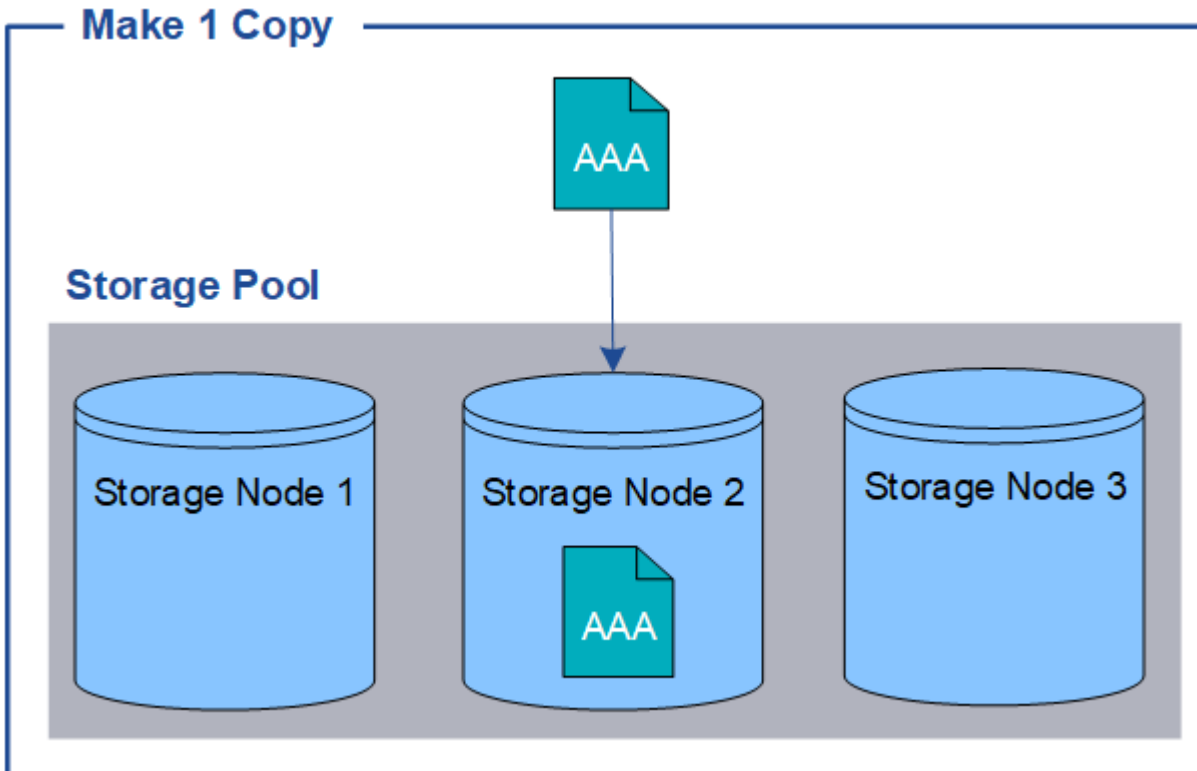 Make 1 Copy
AAA
Storage Pool
Storage Node 1
Storage Node 2
Storage Node 3
AAA